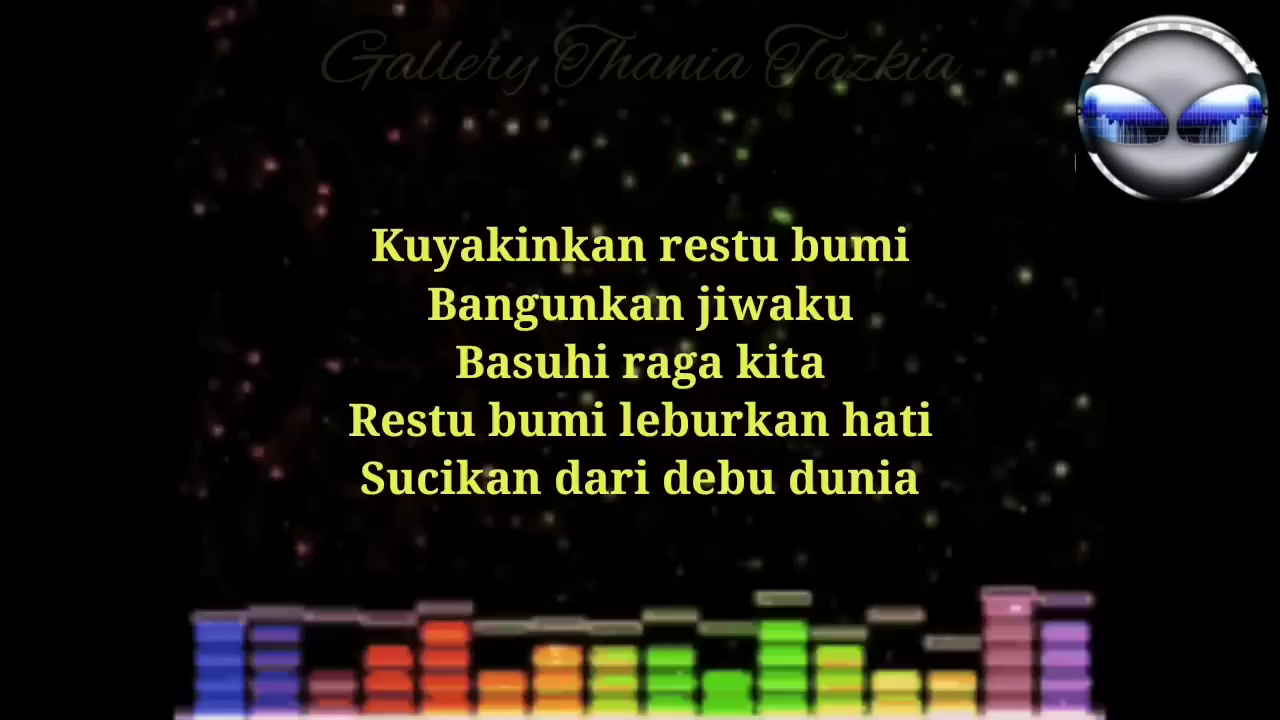 Gallery Thania Tazkia
Kuyakinkan restu bumi
Bangunkan jiwaku
Basuhi raga kita
Restu bumi leburkan hati
Sucikan dari debu dunia